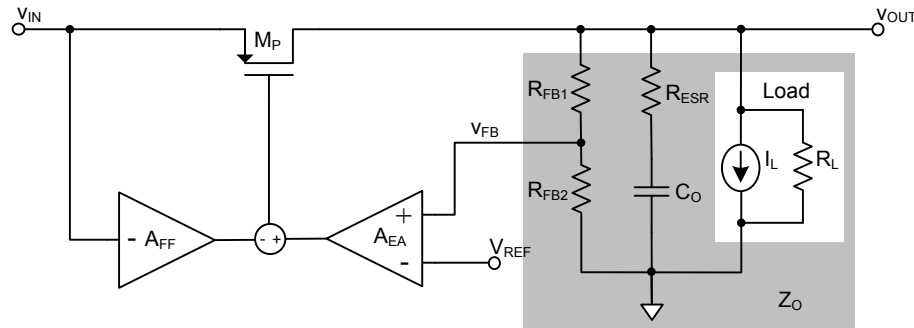 vIN
vOUT
MP
RFB1
RESR
Load
vFB
IL
RL
RFB2
CO
- AFF
- +
AEA
+
-
VREF
ZO